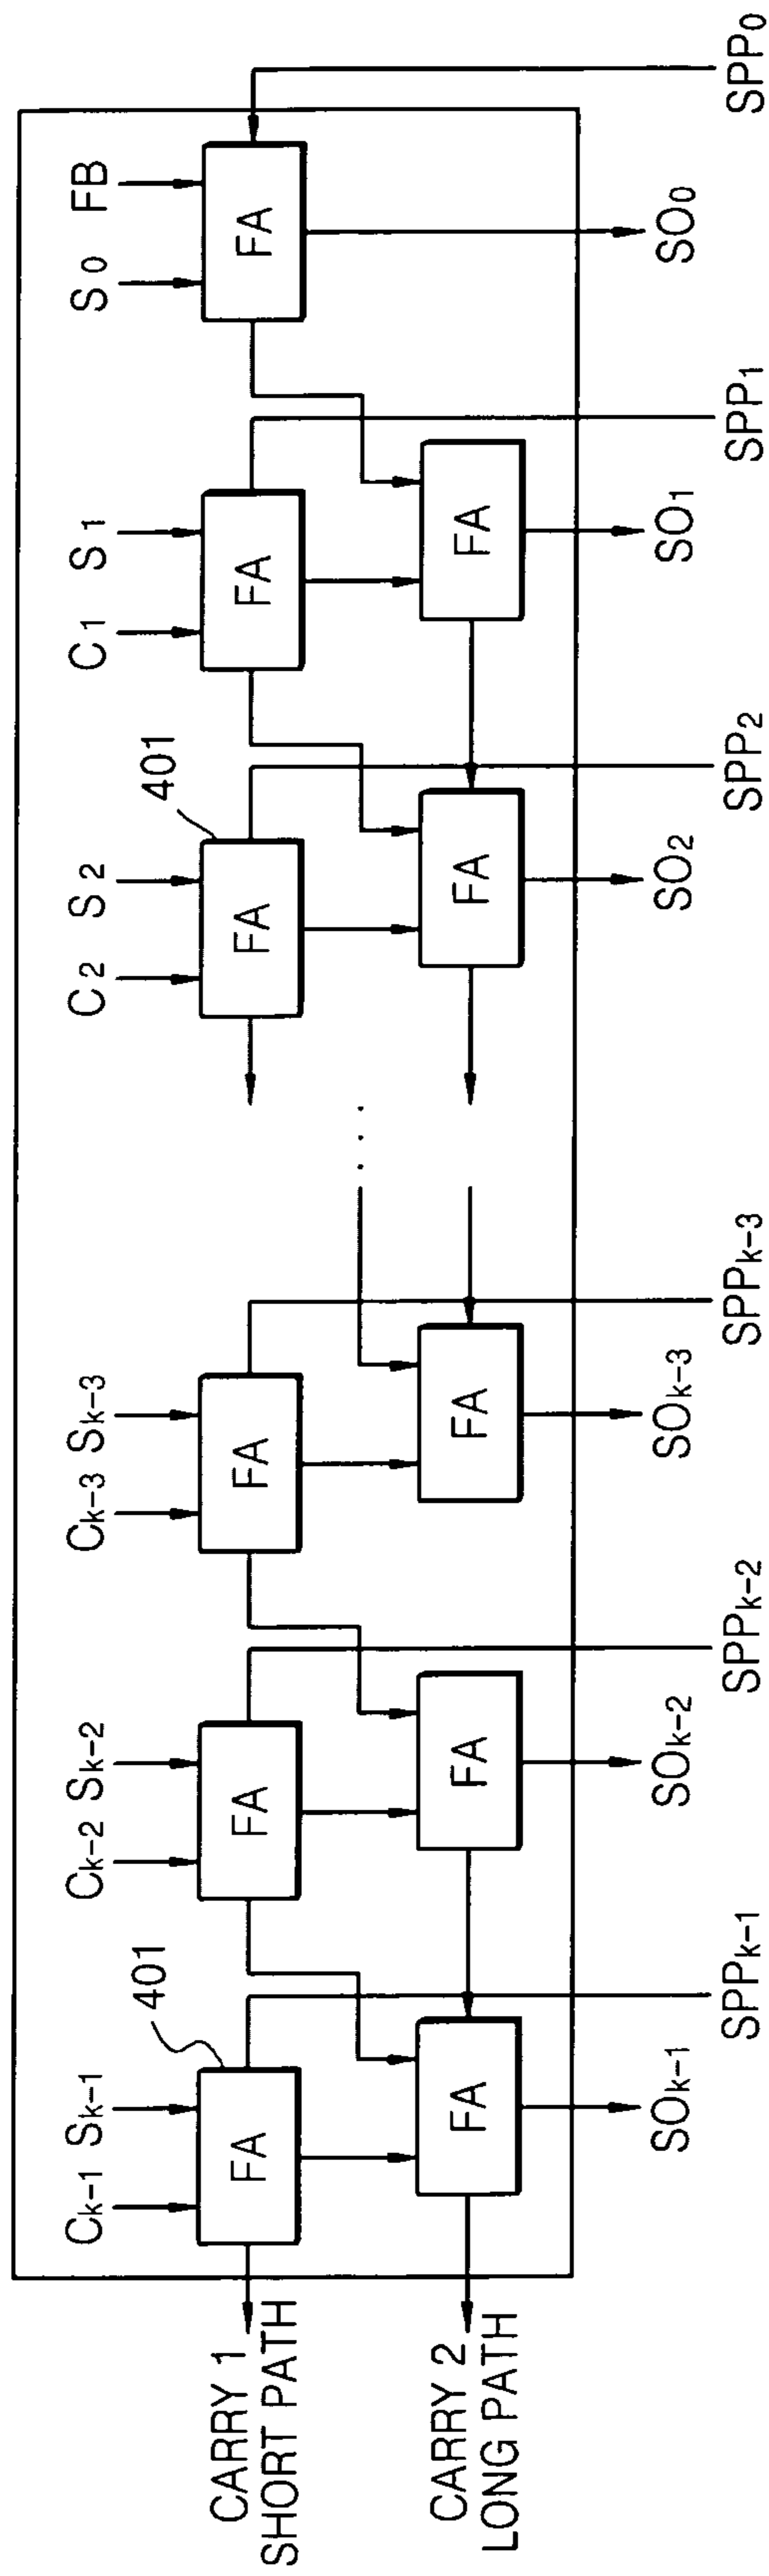 Cₖ₋₁ Sₖ₋₁ Cₖ₋₂ Sₖ₋₂ Cₖ₋₃ Sₖ₋₃ C₂ S₂ C₁ S₁ S₀ FB
401 401
FA FA FA FA FA FA
CARRY 1
SHORT PATH
. . .
FA FA FA FA FA
CARRY 2
LONG PATH
SOₖ₋₁ SOₖ₋₂ SOₖ₋₃ SO₂ SO₁ SO₀
SPPₖ₋₁ SPPₖ₋₂ SPPₖ₋₃ SPP₂ SPP₁ SPP₀